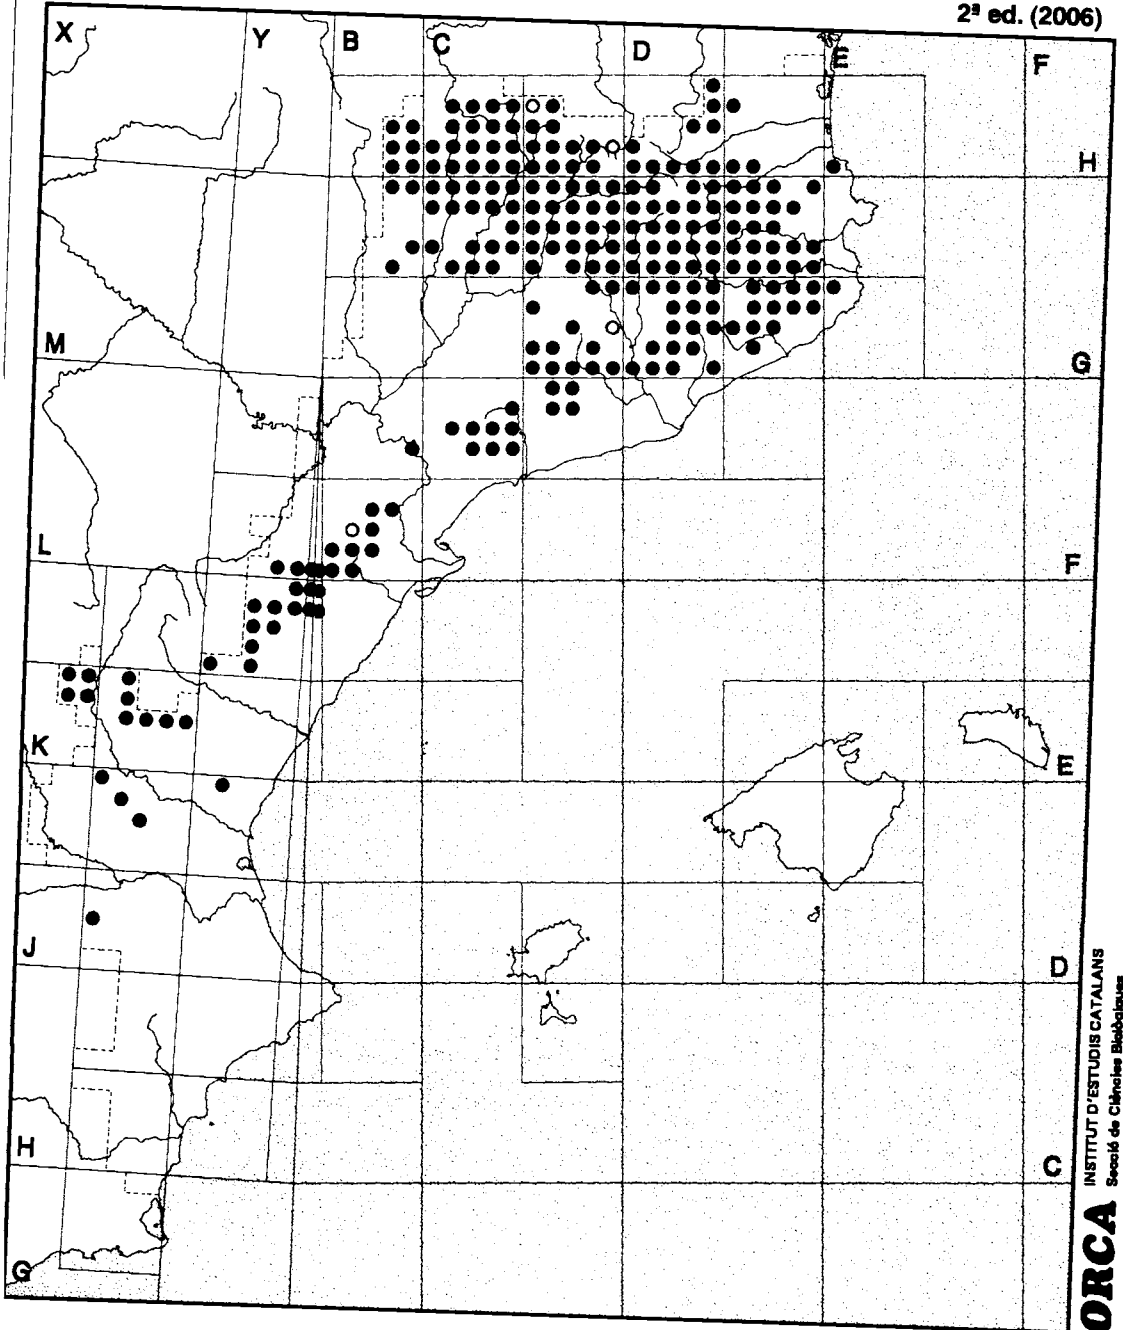 2ª ed. (2006)
X
Y
B
C
D
E
F
H
M
G
L
F
K
E
J
D
H
C
G
INSTITUT D'ESTUDIS CATALANS
Secció de Ciències Biològiques
ORCA